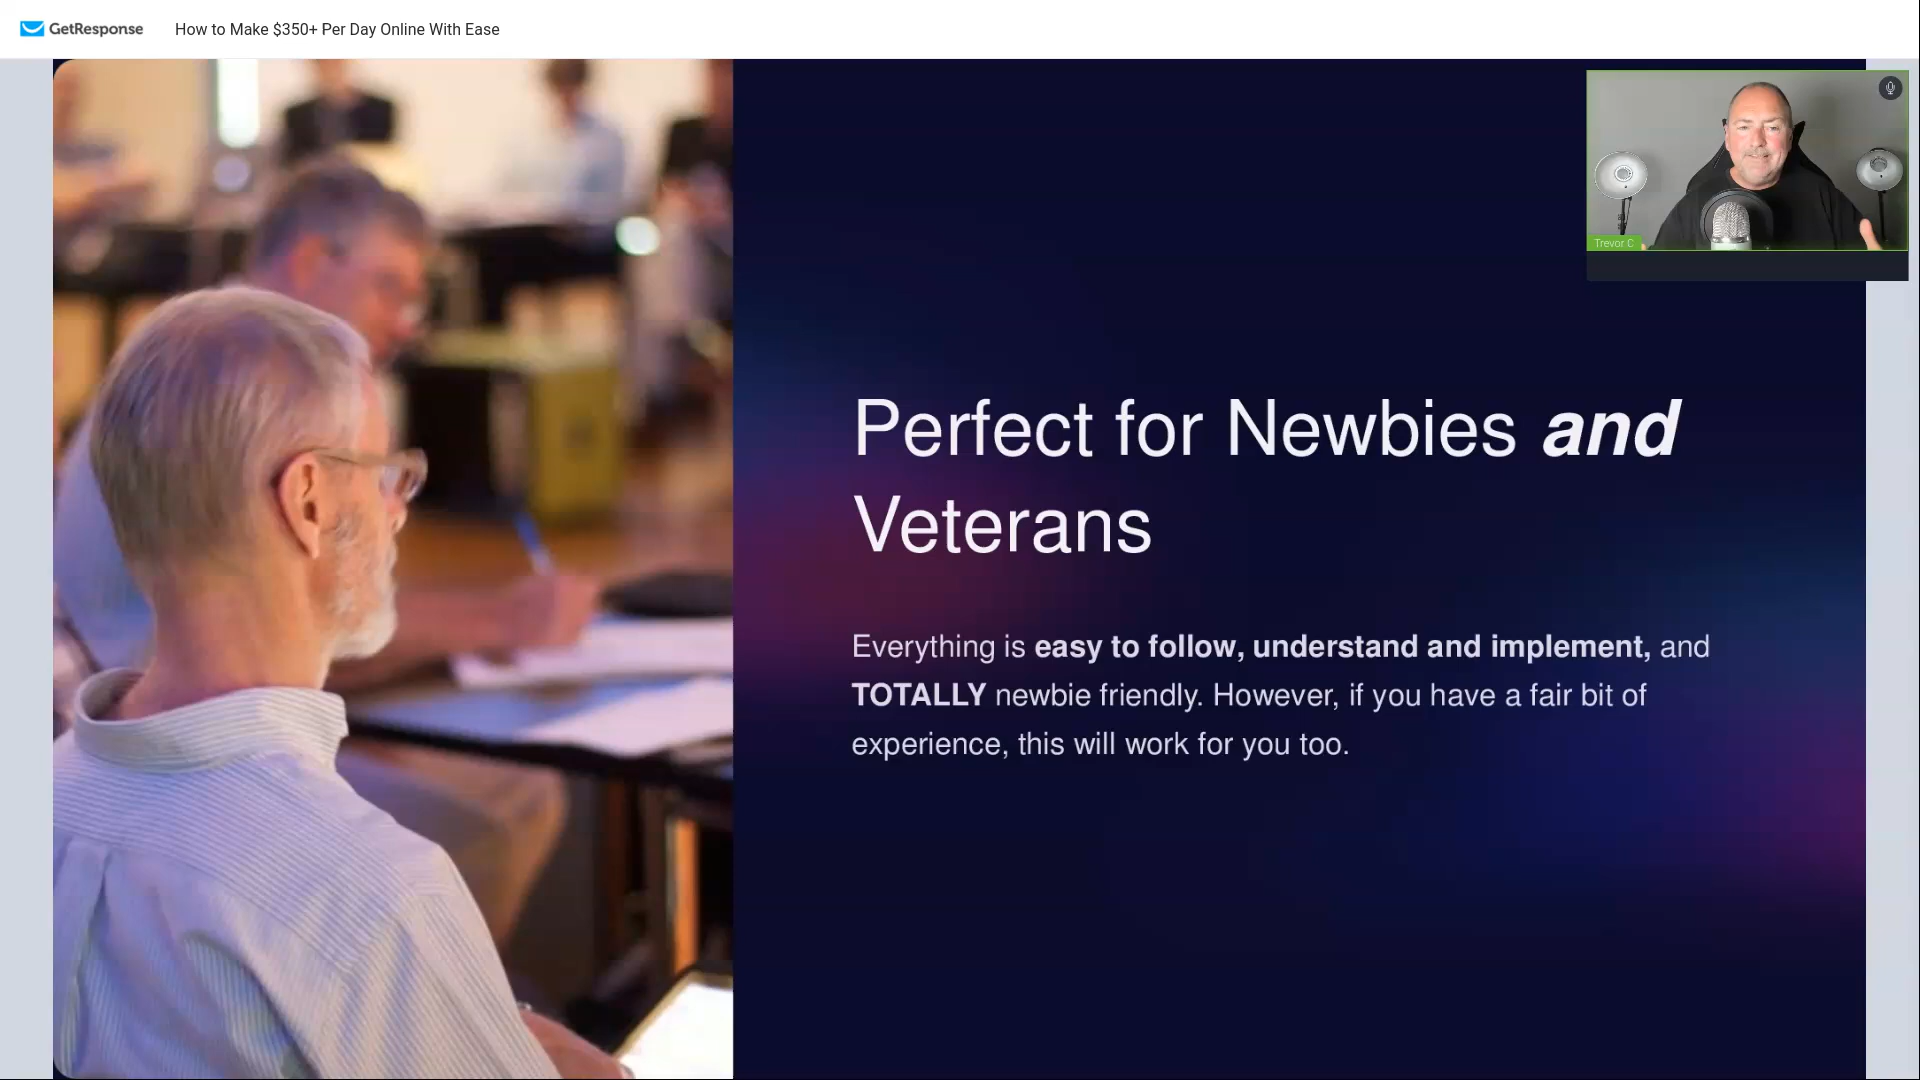 GetResponse How to Make $350+ Per Day Online With Ease
Trevor C
Perfect for Newbies and
Veterans
Everything is easy to follow, understand and implement, and
TOTALLY newbie friendly. However, if you have a fair bit of
experience, this will work for you too.